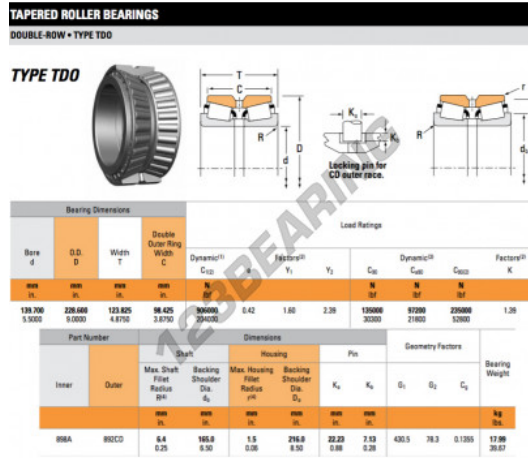 TAPERED ROLLER BEARINGS
DOUBLE-ROW • TYPE TDO
TYPE TDO
T
C
r
R
D
d
Kₐ
K_b
R
Locking pin for
CD outer race.
Bearing Dimensions Load Ratings
Bore d O.D. D Width T Double Outer Ring Width C Dynamic(1) C1(2) e Factors(2) Y1 Y2 Dynamic(3) C90 Ca90 C90(2) Factors(2) K
mm mm mm mm N N N N
in. in. in. in. lbf lbf lbf lbf
139.700 228.600 123.825 98.425 906000 0.42 1.60 2.39 135000 97200 235000 1.39
5.5000 9.0000 4.8750 3.8750 204000 30300 21800 52800
123BEARING
Part Number Dimensions Geometry Factors Bearing Weight
Shaft Housing Pin
Inner Outer Max. Shaft Fillet Radius R(4) Backing Shoulder Dia. Max. Housing Fillet Radius r(4) Backing Shoulder Dia. G1 G2
mm mm mm mm mm mm kg
in. in. in. in. in. in. lbs.
898A 892CD 6.4 165.0 1.5 216.0 22.23 7.13 430.5 78.3 0.1355 17.99
0.25 6.50 0.06 8.50 0.88 0.28 39.67